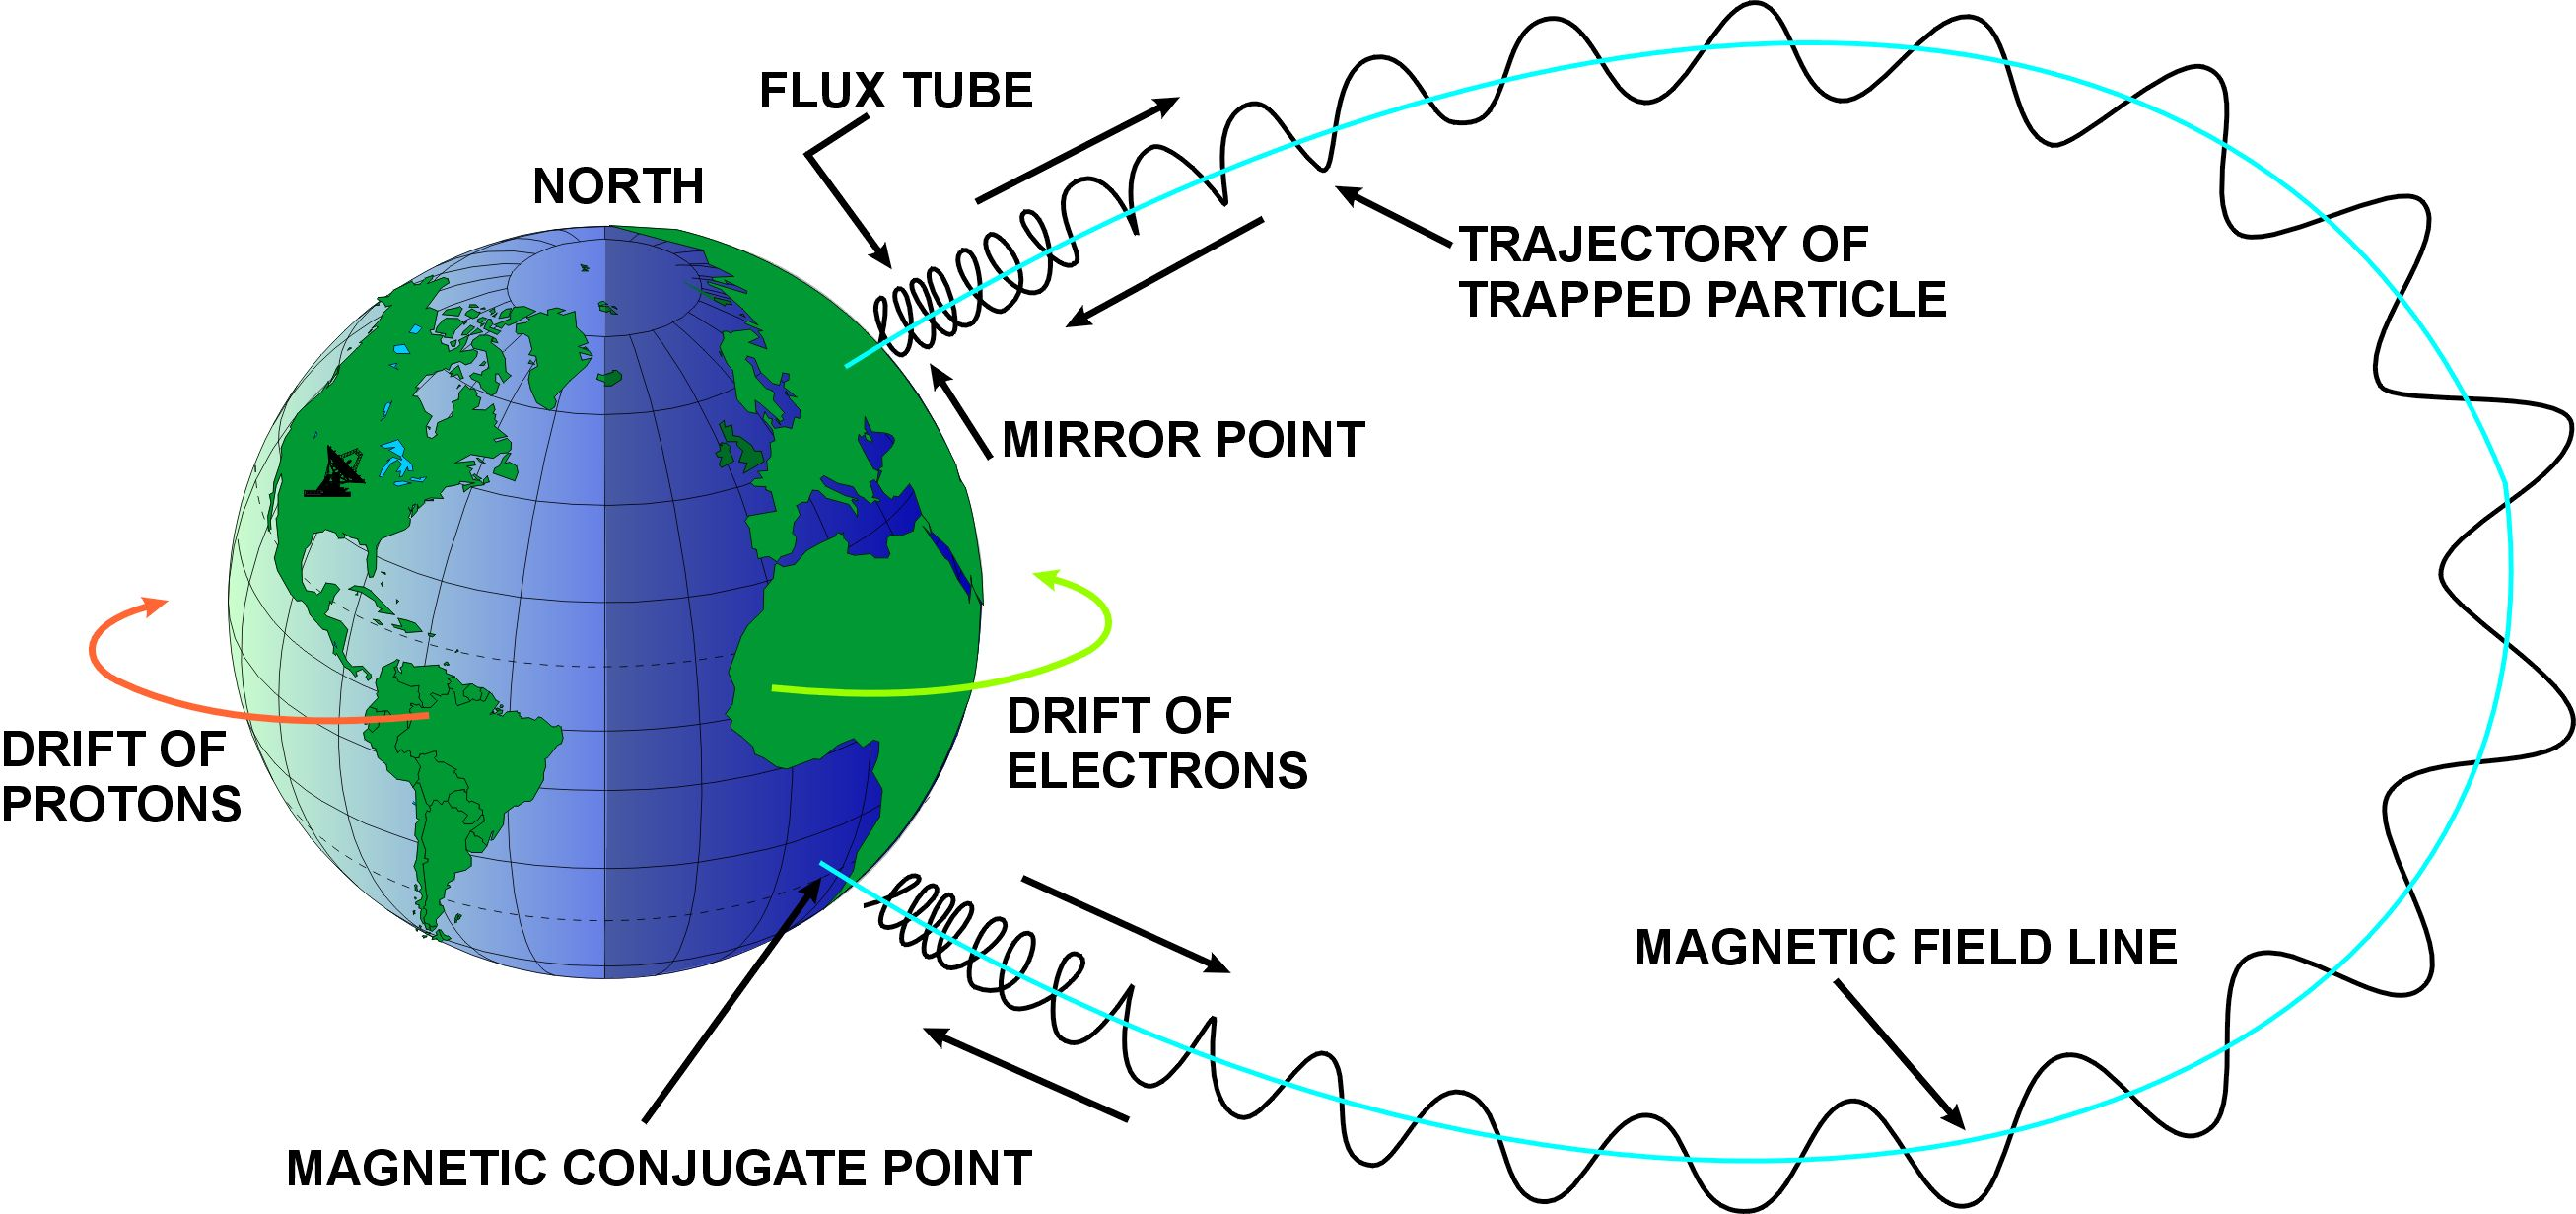 FLUX TUBE
NORTH
TRAJECTORY OF
TRAPPED PARTICLE
MIRROR POINT
DRIFT OF
ELECTRONS
DRIFT OF
PROTONS
MAGNETIC FIELD LINE
MAGNETIC CONJUGATE POINT